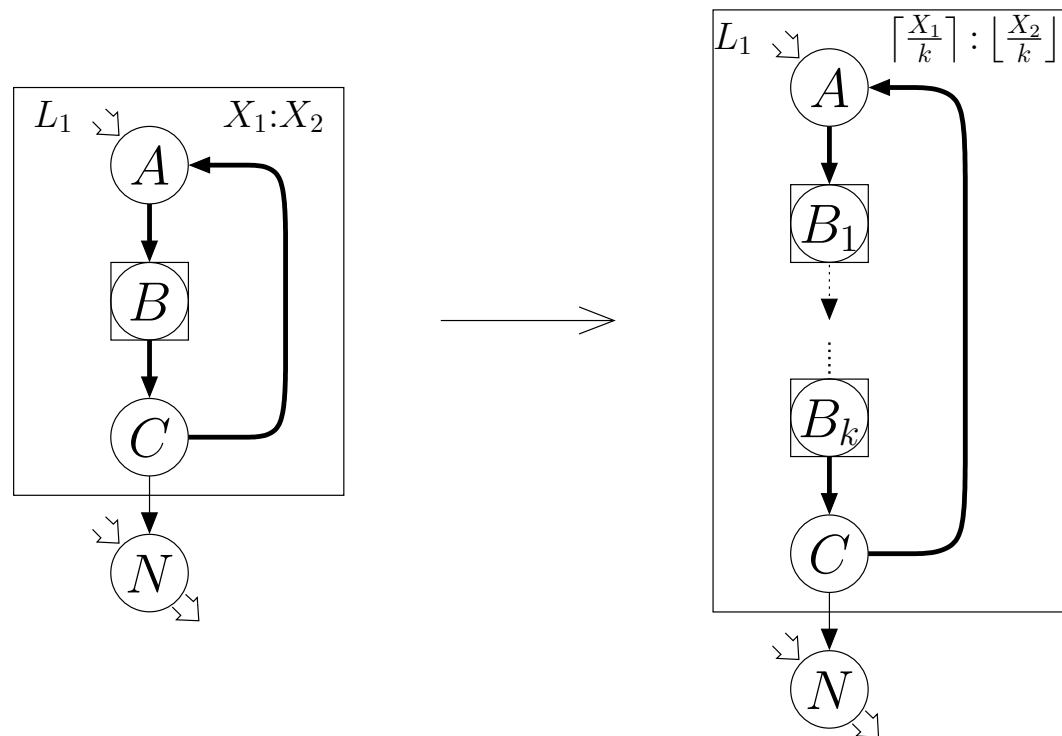 L₁ X₁:X₂
A
B
C
N
L₁ ⌈X₁/k⌉ : ⌊X₂/k⌋
A
B₁
Bₖ
C
N